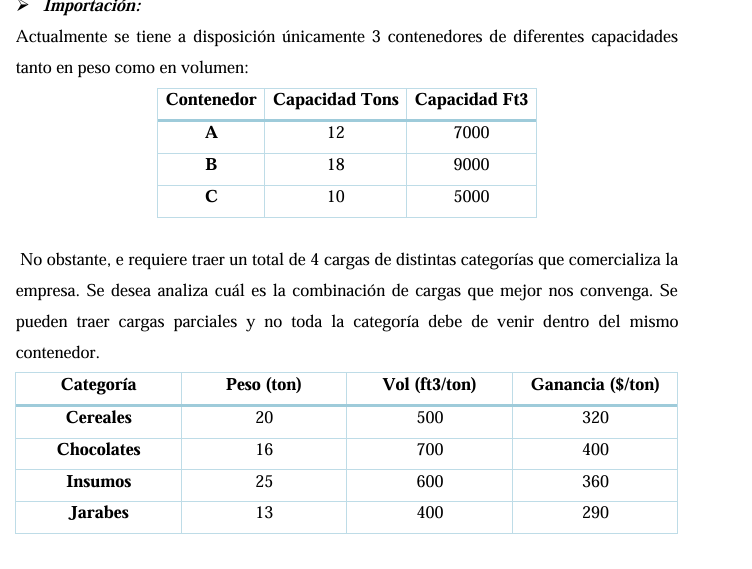 ➤ Importación:
Actualmente se tiene a disposición únicamente 3 contenedores de diferentes capacidades
tanto en peso como en volumen:
Contenedor Capacidad Tons Capacidad Ft3
A 12 7000
B 18 9000
C 10 5000
No obstante, e requiere traer un total de 4 cargas de distintas categorías que comercializa la
empresa. Se desea analiza cuál es la combinación de cargas que mejor nos convenga. Se
pueden traer cargas parciales y no toda la categoría debe de venir dentro del mismo
contenedor.
Categoría Peso (ton) Vol (ft3/ton) Ganancia ($/ton)
Cereales 20 500 320
Chocolates 16 700 400
Insumos 25 600 360
Jarabes 13 400 290